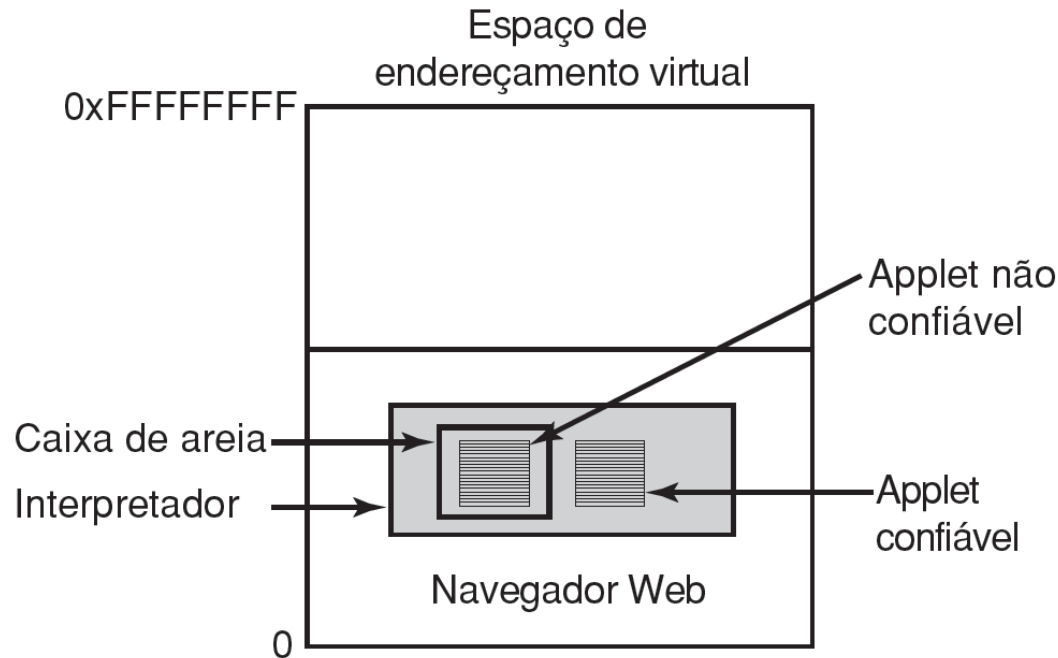 Espaço de
endereçamento virtual
0xFFFFFFFF
Applet não
confiável
Caixa de areia
Interpretador
Applet
confiável
Navegador Web
0